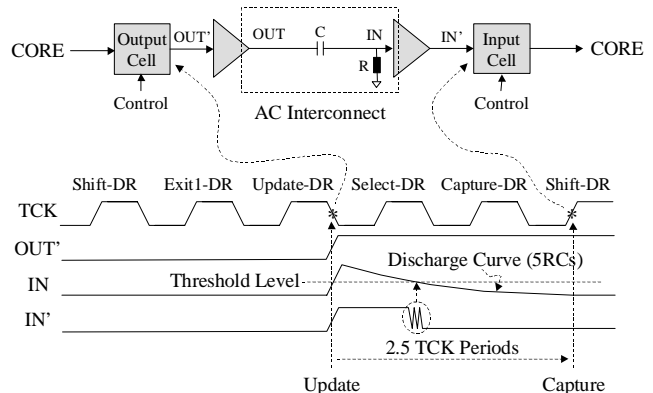 CORE
Output Cell
OUT'
OUT
C
IN
R
IN'
Input Cell
CORE
Control
AC Interconnect
Control
Shift-DR Exit1-DR Update-DR Select-DR Capture-DR Shift-DR
TCK
OUT'
Discharge Curve (5RCs)
IN
Threshold Level
IN'
2.5 TCK Periods
Update
Capture